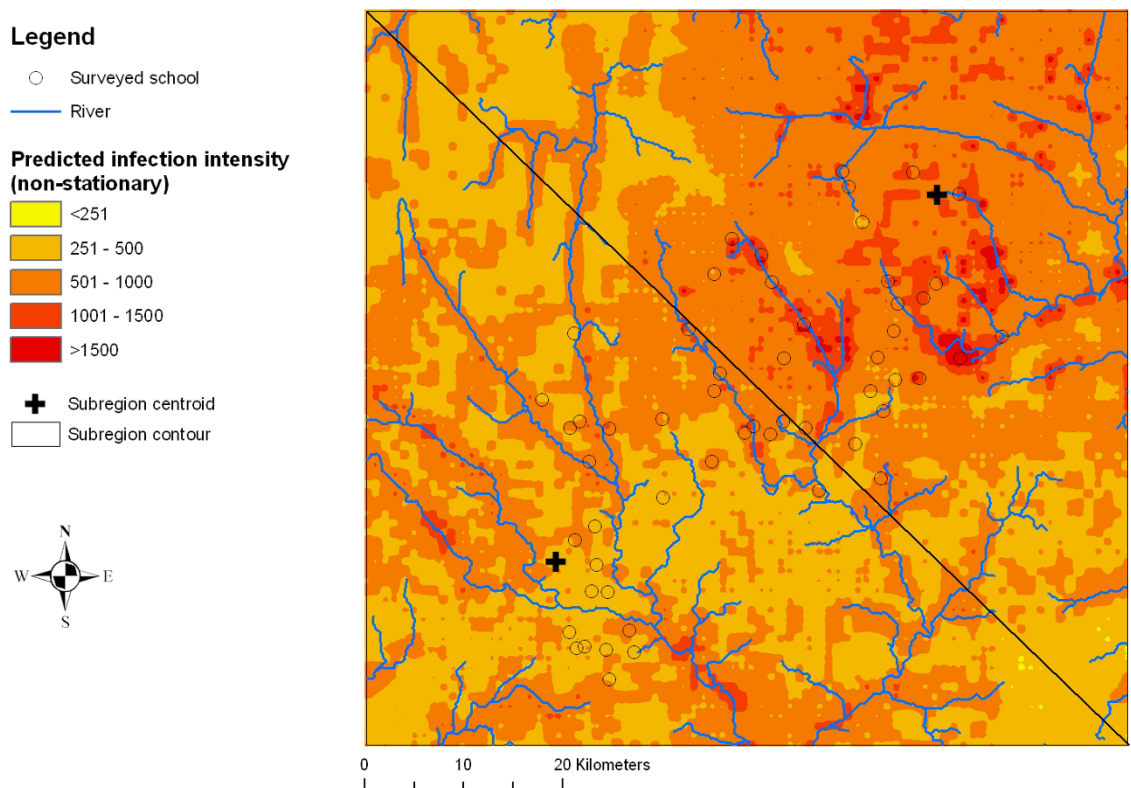 Legend
Surveyed school
River
Predicted infection intensity
(non-stationary)
<251
251 - 500
501 - 1000
1001 - 1500
>1500
Subregion centroid
Subregion contour
N
W E
S
0 10 20 Kilometers